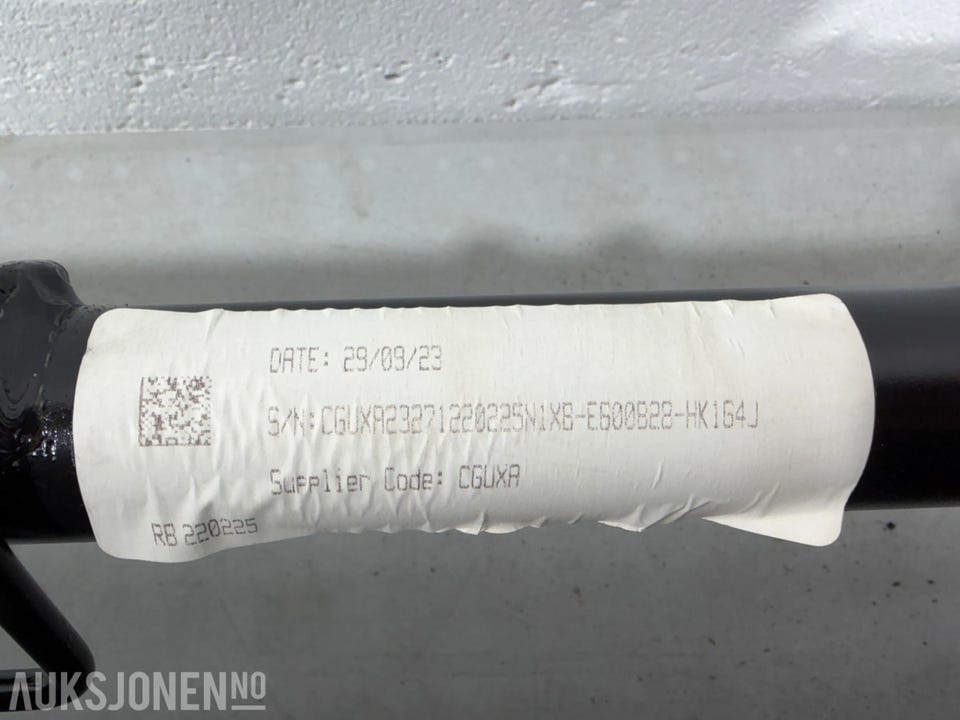 DATE: 29/09/23
S/N:CGUXA23271220225N1XB-E600B28-HK164J
Supplier Code: CGUXA
RB 220225
AUKSJONEN NO